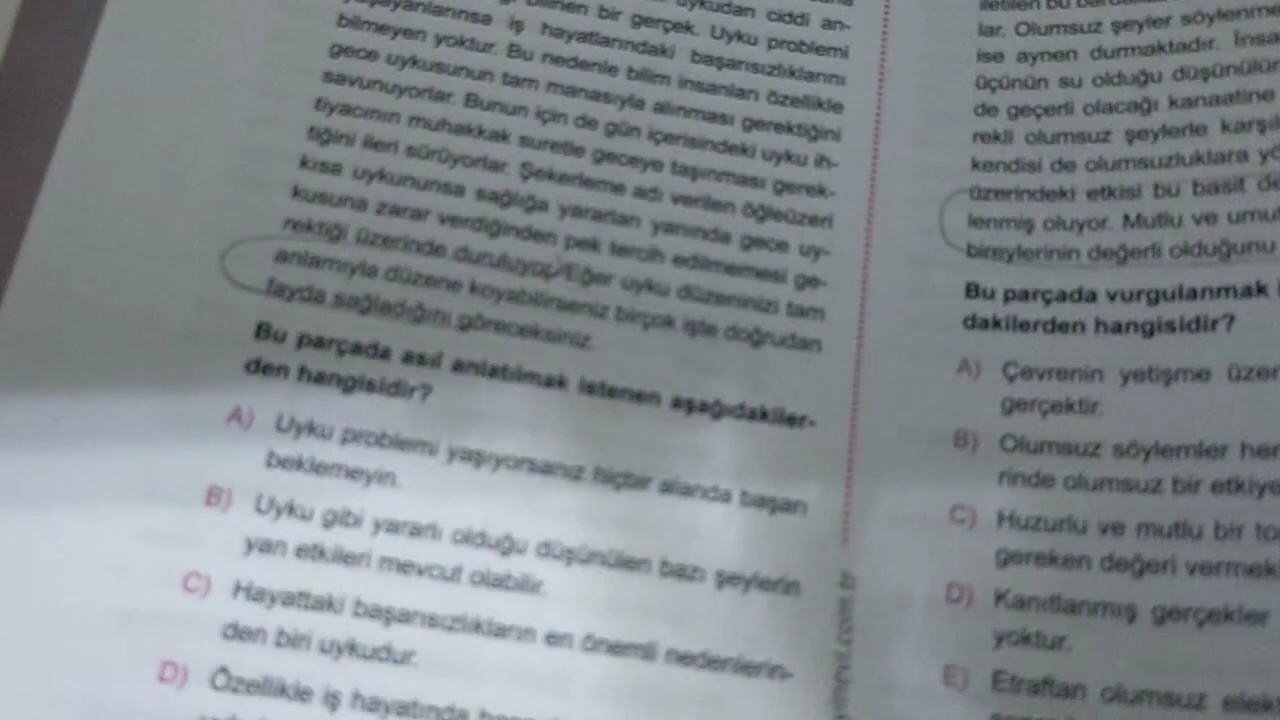 uykudan ciddi an-
bilinen bir gerçek. Uyku problemi
yaşayanlarınsa iş hayatlarındaki başarısızlıklarını
bilmeyen yoktur. Bu nedenle bilim insanları özellikle
gece uykusunun tam manasıyla alınması gerektiğini
savunuyorlar. Bunun için de gün içerisindeki uyku ih-
tiyacının muhakkak suretle geceye taşınması gerek-
tiğini ileri sürüyorlar. Şekerleme adı verilen öğleüzeri
kısa uykununsa sağlığa yararları yanında gece uy-
kusuna zarar verdiğinden pek tercih edilmemesi ge-
rektiği üzerinde duruluyor. Eğer uyku düzeninizi tam
anlamıyla düzene koyabilirseniz birçok işte doğrudan
fayda sağladığını göreceksiniz.
Bu parçada asıl anlatılmak istenen aşağıdakiler-
den hangisidir?
A) Uyku problemi yaşıyorsanız hiçbir alanda başarı
beklemeyin.
B) Uyku gibi yararlı olduğu düşünülen bazı şeylerin
yan etkileri mevcut olabilir.
C) Hayattaki başarısızlıkların en önemli nedenlerin-
den biri uykudur.
D) Özellikle iş hayatında
lar. Olumsuz şeyler söylenme
ise aynen durmaktadır. İnsa
üçünün su olduğu düşünülür
de geçerli olacağı kanaatine
rekli olumsuz şeylerle karşıl
kendisi de olumsuzluklara yö
üzerindeki etkisi bu basit de
lenmiş oluyor. Mutlu ve umu
bireylerinin değerli olduğunu
Bu parçada vurgulanmak
dakilerden hangisidir?
A) Çevrenin yetişme üzer
gerçektir.
B) Olumsuz söylemler her
rinde olumsuz bir etkiye
C) Huzurlu ve mutlu bir to
gereken değeri vermek
D) Kanıtlanmış gerçekler
yoktur.
E) Etraftan olumsuz elek